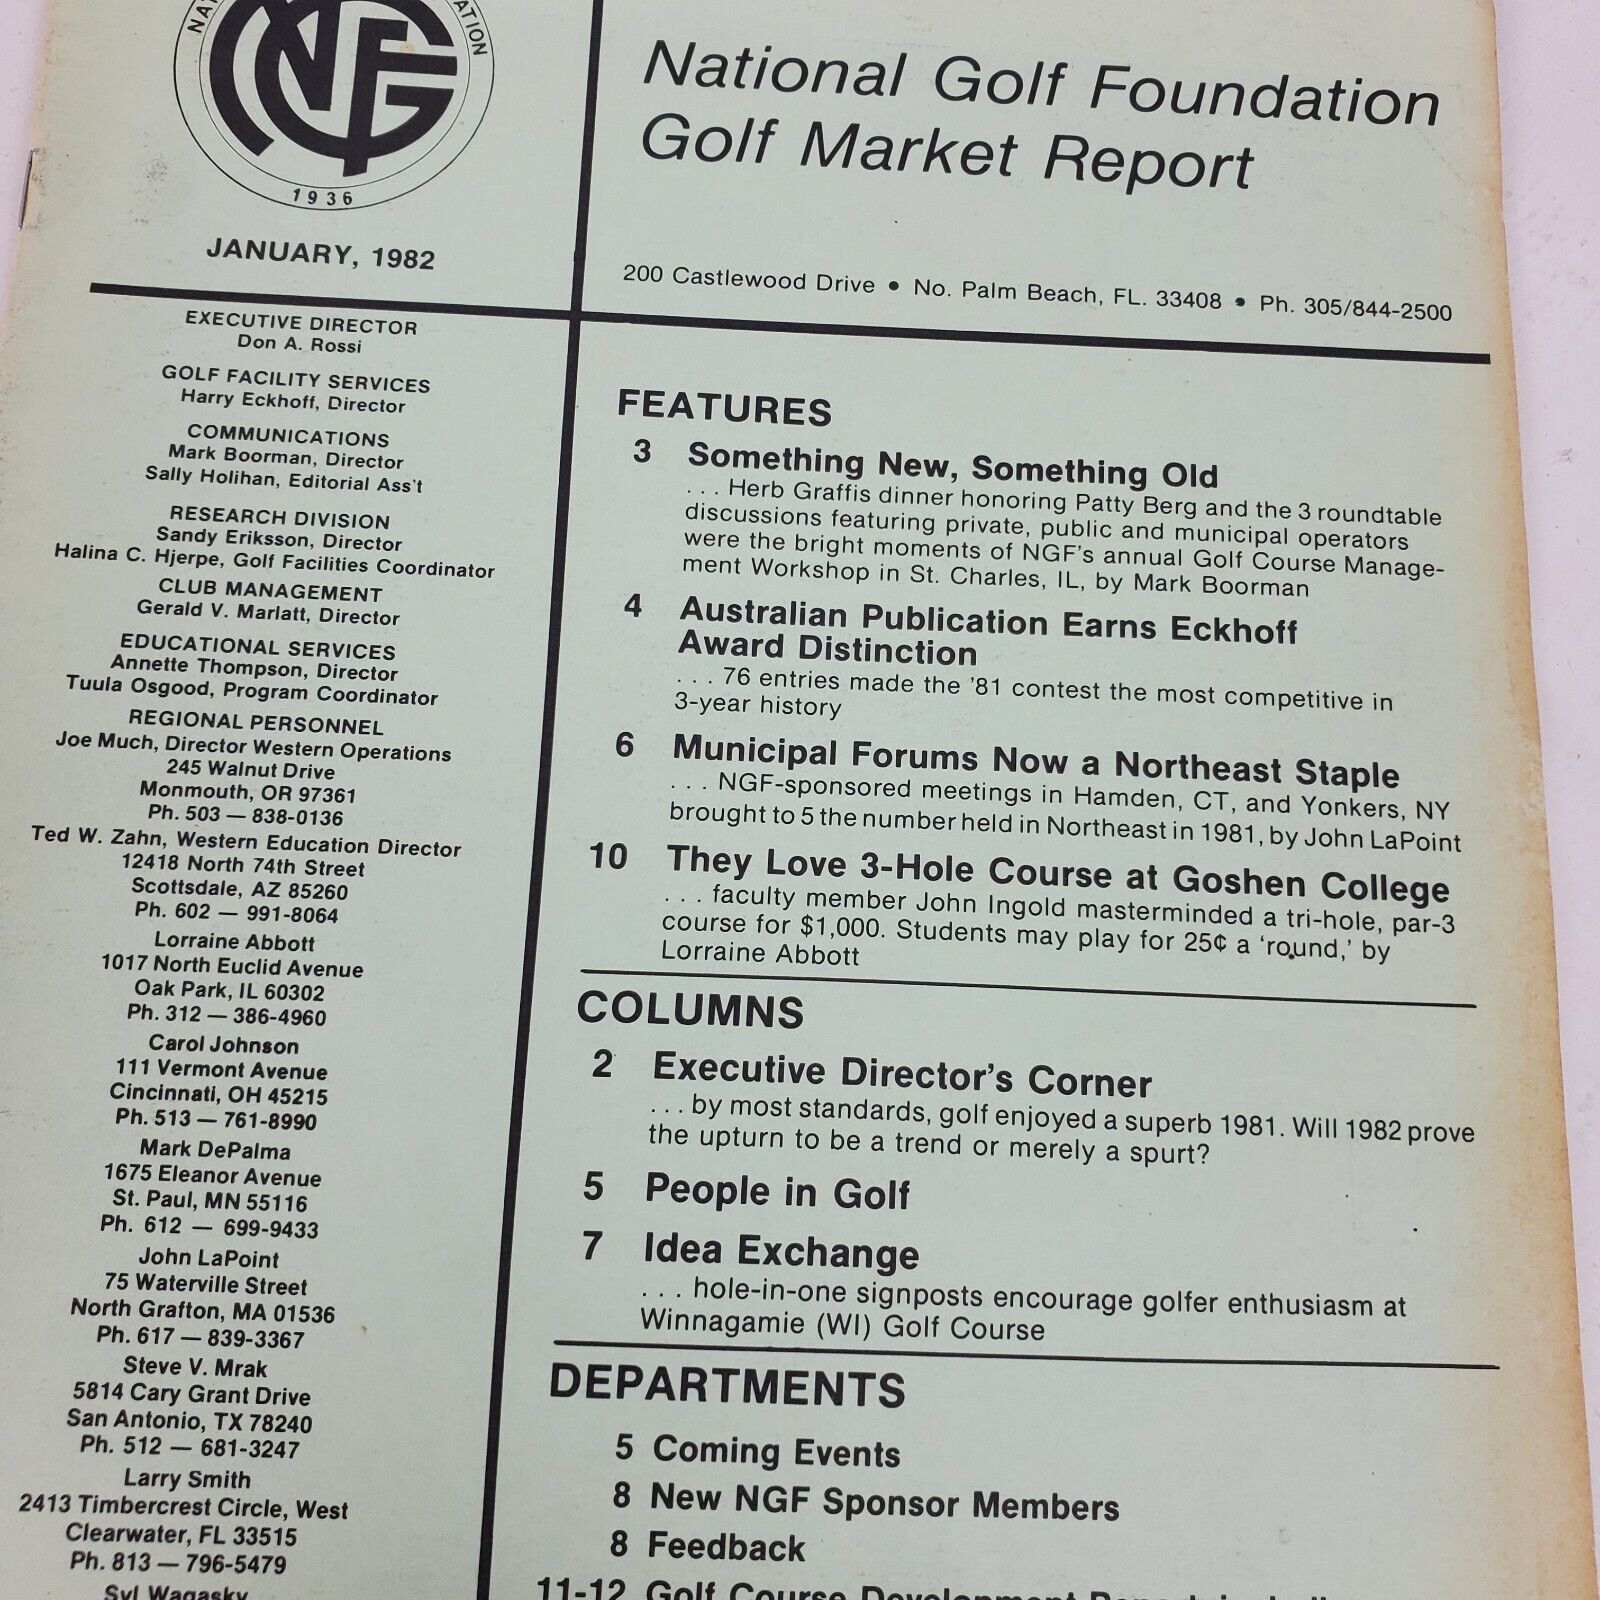 NATION
NGF
1936
JANUARY, 1982
National Golf Foundation
Golf Market Report
200 Castlewood Drive • No. Palm Beach, FL. 33408 • Ph. 305/844-2500
EXECUTIVE DIRECTOR
Don A. Rossi
GOLF FACILITY SERVICES
Harry Eckhoff, Director
COMMUNICATIONS
Mark Boorman, Director
Sally Holihan, Editorial Ass't
RESEARCH DIVISION
Sandy Eriksson, Director
Halina C. Hjerpe, Golf Facilities Coordinator
CLUB MANAGEMENT
Gerald V. Marlatt, Director
EDUCATIONAL SERVICES
Annette Thompson, Director
Tuula Osgood, Program Coordinator
REGIONAL PERSONNEL
Joe Much, Director Western Operations
245 Walnut Drive
Monmouth, OR 97361
Ph. 503 — 838-0136
Ted W. Zahn, Western Education Director
12418 North 74th Street
Scottsdale, AZ 85260
Ph. 602 — 991-8064
Lorraine Abbott
1017 North Euclid Avenue
Oak Park, IL 60302
Ph. 312 — 386-4960
Carol Johnson
111 Vermont Avenue
Cincinnati, OH 45215
Ph. 513 — 761-8990
Mark DePalma
1675 Eleanor Avenue
St. Paul, MN 55116
Ph. 612 — 699-9433
John LaPoint
75 Waterville Street
North Grafton, MA 01536
Ph. 617 — 839-3367
Steve V. Mrak
5814 Cary Grant Drive
San Antonio, TX 78240
Ph. 512 — 681-3247
Larry Smith
2413 Timbercrest Circle, West
Clearwater, FL 33515
Ph. 813 — 796-5479
Syl Wagasky
FEATURES
3 Something New, Something Old
. . . Herb Graffis dinner honoring Patty Berg and the 3 roundtable
discussions featuring private, public and municipal operators
were the bright moments of NGF's annual Golf Course Manage-
ment Workshop in St. Charles, IL, by Mark Boorman
4 Australian Publication Earns Eckhoff
Award Distinction
. . . 76 entries made the '81 contest the most competitive in
3-year history
6 Municipal Forums Now a Northeast Staple
. . . NGF-sponsored meetings in Hamden, CT, and Yonkers, NY
brought to 5 the number held in Northeast in 1981, by John LaPoint
10 They Love 3-Hole Course at Goshen College
. . . faculty member John Ingold masterminded a tri-hole, par-3
course for $1,000. Students may play for 25¢ a 'round,' by
Lorraine Abbott
COLUMNS
2 Executive Director's Corner
. . . by most standards, golf enjoyed a superb 1981. Will 1982 prove
the upturn to be a trend or merely a spurt?
5 People in Golf
7 Idea Exchange
. . . hole-in-one signposts encourage golfer enthusiasm at
Winnagamie (WI) Golf Course
DEPARTMENTS
5 Coming Events
8 New NGF Sponsor Members
8 Feedback
11-12 Golf Course Development Report